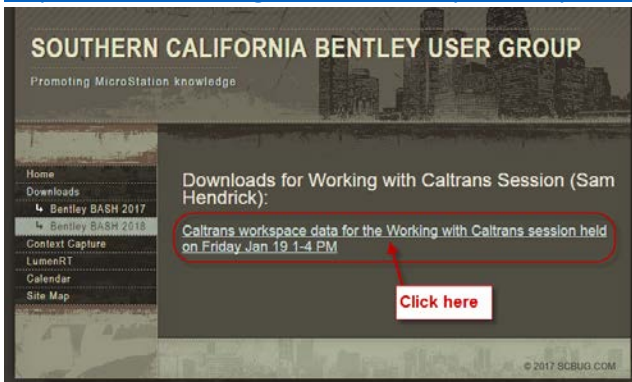 SOUTHERN CALIFORNIA BENTLEY USER GROUP
Promoting MicroStation knowledge
Home
Downloads
↳ Bentley BASH 2017
↳ Bentley BASH 2018
Context Capture
LumenRT
Calendar
Site Map
Downloads for Working with Caltrans Session (Sam
Hendrick):
Caltrans workspace data for the Working with Caltrans session held
on Friday Jan 19 1-4 PM
Click here
© 2017 SCBUG.COM